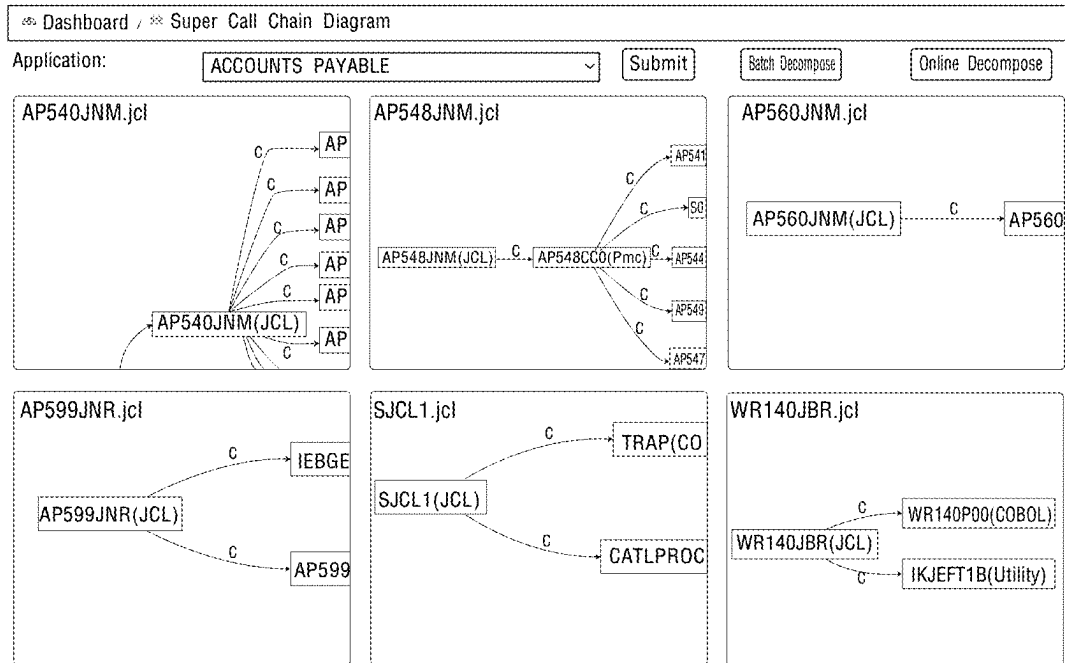 Dashboard / Super Call Chain Diagram
Application: ACCOUNTS PAYABLE Submit Batch Decompose Online Decompose
AP540JNM.jcl
C AP
C AP
C AP
C AP
C AP
AP540JNM(JCL)
C AP
AP548JNM.jcl
C AP541
C S0
AP548JNM(JCL) C AP548CC0(Pmc) C AP544
C AP549
C AP547
AP560JNM.jcl
AP560JNM(JCL) C AP560
AP599JNR.jcl
C IEBGE
AP599JNR(JCL)
C AP599
SJCL1.jcl
C TRAP(CO
SJCL1(JCL)
C CATLPROC
WR140JBR.jcl
C WR140P00(COBOL)
WR140JBR(JCL)
C IKJEFT1B(Utility)